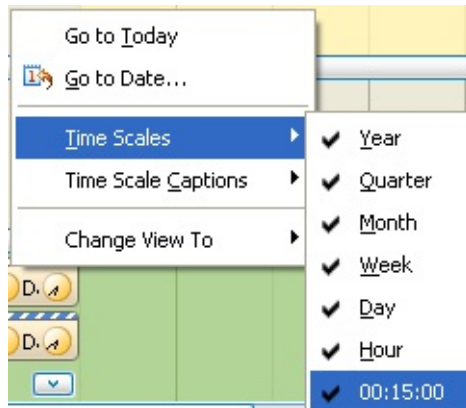 Go to Today
Go to Date...
Time Scales
Time Scale Captions
Change View To
Year
Quarter
Month
Week
Day
Hour
00:15:00
D.
D.